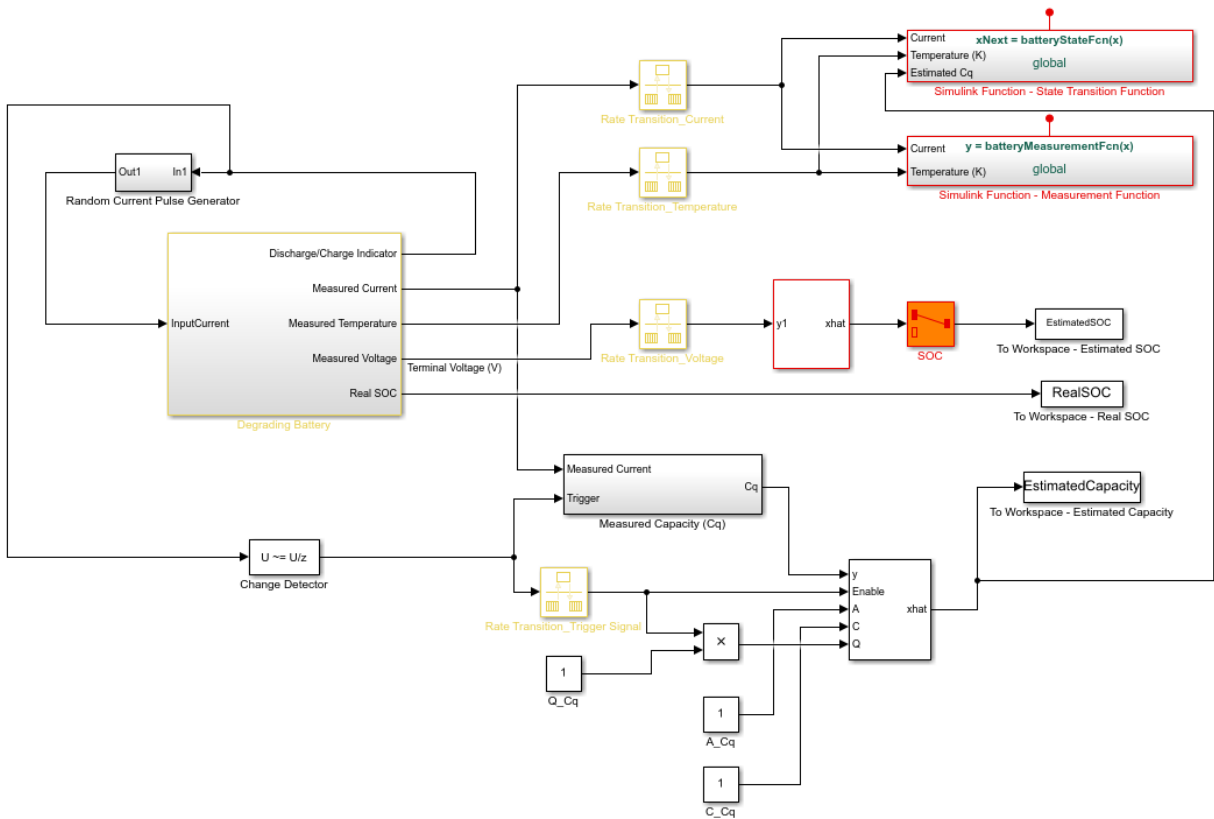 Current
xNext = batteryStateFcn(x)
Temperature (K)
global
Estimated Cq
Simulink Function - State Transition Function
Rate Transition_Current
Current
y = batteryMeasurementFcn(x)
global
Temperature (K)
Simulink Function - Measurement Function
Out1
In1
Random Current Pulse Generator
Rate Transition_Temperature
Discharge/Charge Indicator
Measured Current
InputCurrent
Measured Temperature
Measured Voltage
Real SOC
Degrading Battery
Terminal Voltage (V)
Rate Transition_Voltage
y1
xhat
SOC
EstimatedSOC
To Workspace - Estimated SOC
RealSOC
To Workspace - Real SOC
Measured Current
Cq
Trigger
Measured Capacity (Cq)
EstimatedCapacity
To Workspace - Estimated Capacity
U ~= U/z
Change Detector
Rate Transition_Trigger Signal
y
Enable
A
C
Q
xhat
×
1
Q_Cq
1
A_Cq
1
C_Cq